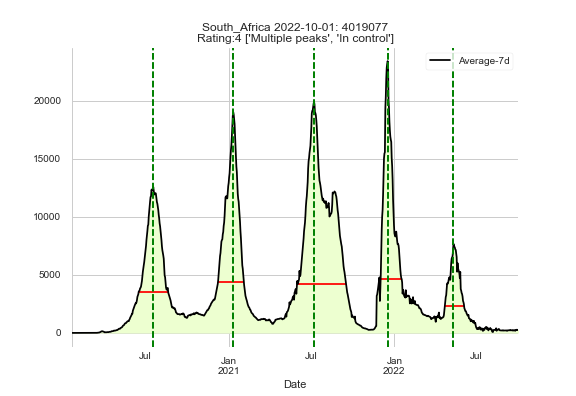 South_Africa 2022-10-01: 4019077
Rating:4 ['Multiple peaks', 'In control']
Average-7d
20000
15000
10000
5000
0
Jul
Jan
2021
Jul
Jan
2022
Jul
Date